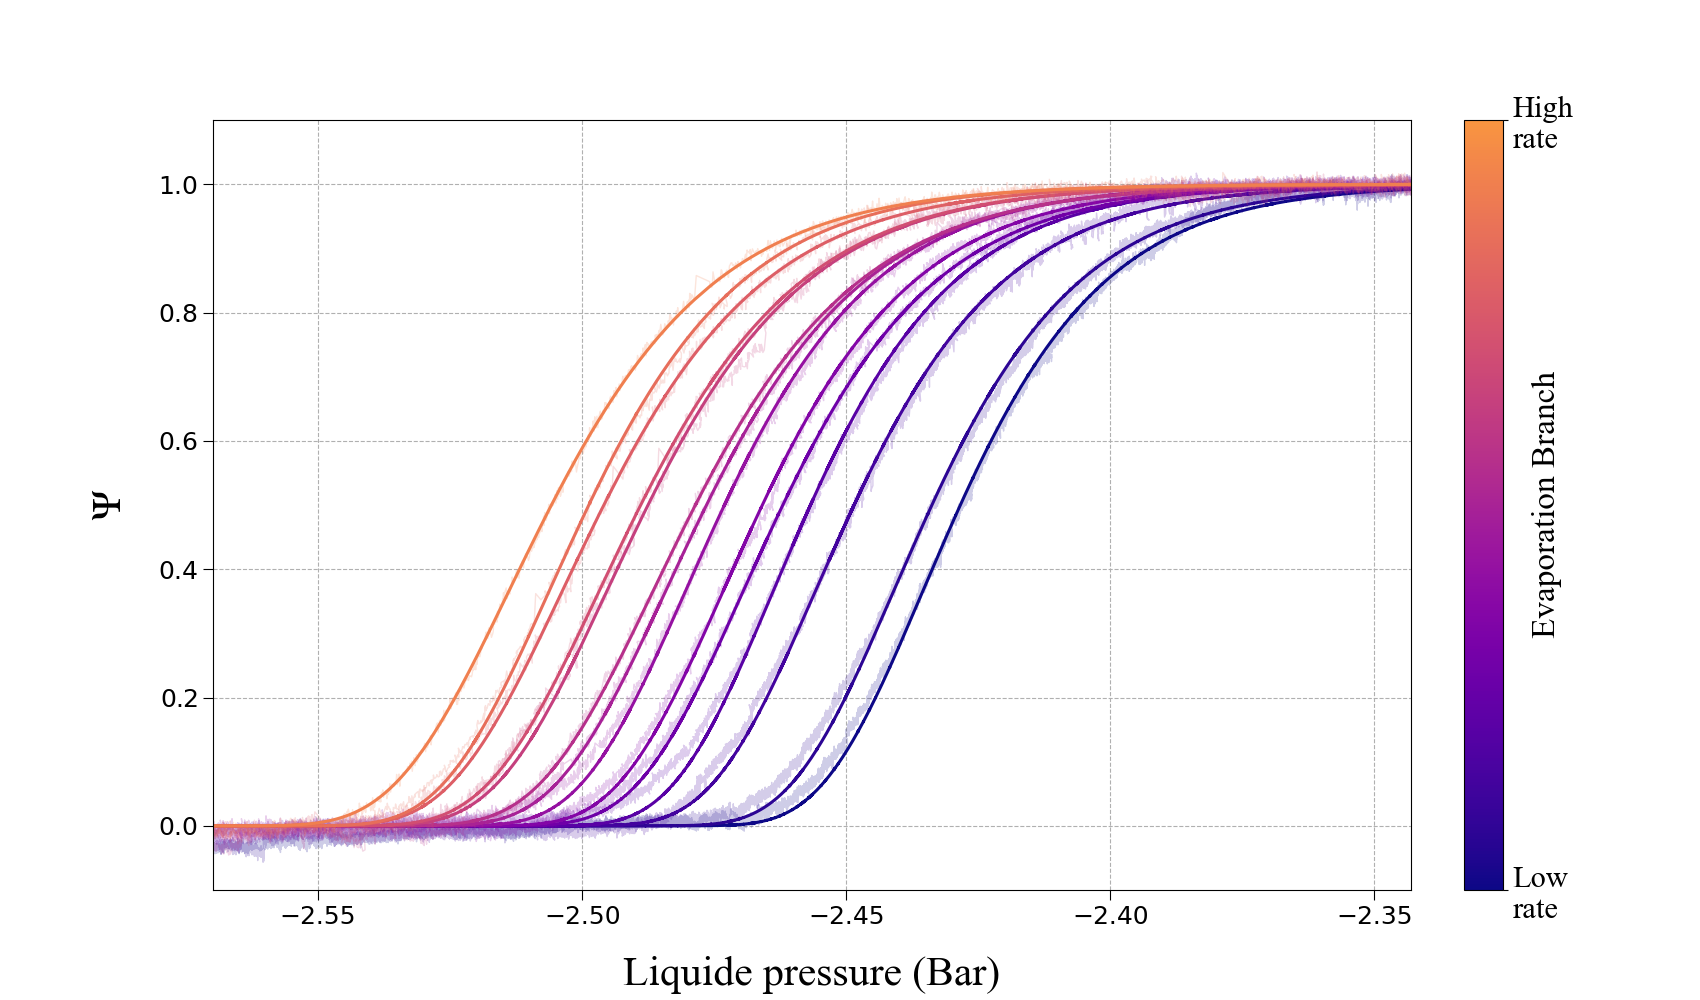 High
rate
1.0
0.8
0.6
0.4
0.2
0.0
Ψ
Evaporation Branch
Low
rate
−2.55 −2.50 −2.45 −2.40 −2.35
Liquide pressure (Bar)